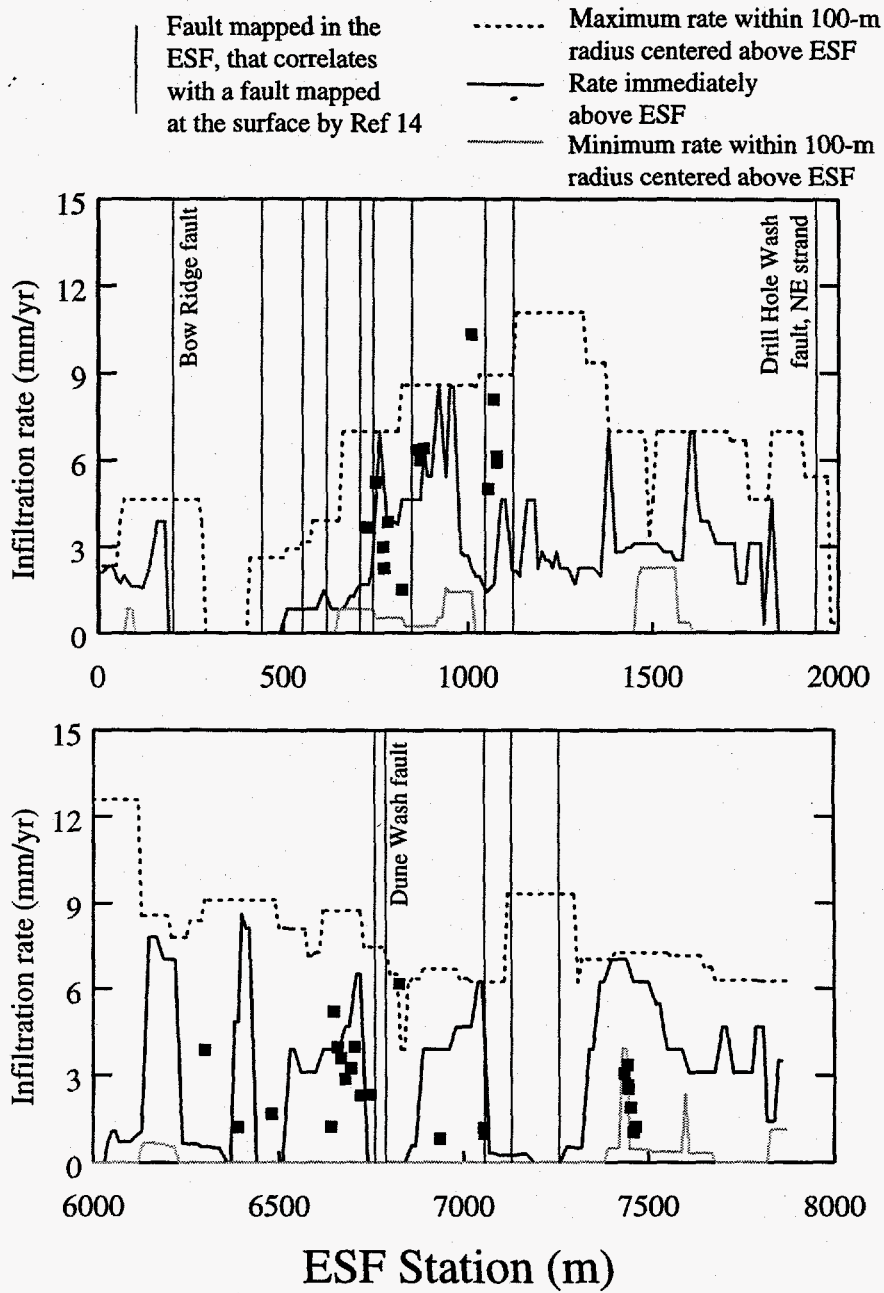 Fault mapped in the
ESF, that correlates
with a fault mapped
at the surface by Ref 14
Maximum rate within 100-m
radius centered above ESF
Rate immediately
above ESF
Minimum rate within 100-m
radius centered above ESF
Infiltration rate (mm/yr)
15
12
9
6
3
0
Bow Ridge fault
Drill Hole Wash
fault, NE strand
0
500
1000
1500
2000
Infiltration rate (mm/yr)
15
12
9
6
3
0
Dune Wash fault
6000
6500
7000
7500
8000
ESF Station (m)